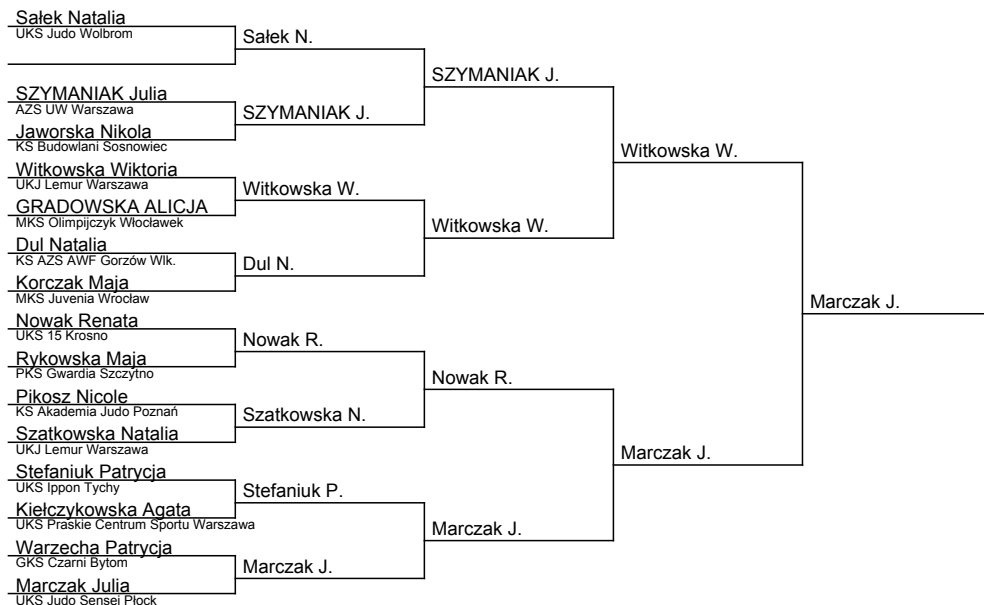 Sałek Natalia
UKS Judo Wolbrom
SZYMANIAK Julia
AZS UW Warszawa
Jaworska Nikola
KS Budowlani Sosnowiec
Witkowska Wiktoria
UKJ Lemur Warszawa
GRADOWSKA ALICJA
MKS Olimpijczyk Włocławek
Dul Natalia
KS AZS AWF Gorzów Wlk.
Korczak Maja
MKS Juvenia Wrocław
Nowak Renata
UKS 15 Krosno
Rykowska Maja
PKS Gwardia Szczytno
Pikosz Nicole
KS Akademia Judo Poznań
Szatkowska Natalia
UKJ Lemur Warszawa
Stefaniuk Patrycja
UKS Ippon Tychy
Kiełczykowska Agata
UKS Praskie Centrum Sportu Warszawa
Warzecha Patrycja
GKS Czarni Bytom
Marczak Julia
UKS Judo Sensei Płock
Sałek N.
SZYMANIAK J.
Witkowska W.
Dul N.
Nowak R.
Szatkowska N.
Stefaniuk P.
Marczak J.
SZYMANIAK J.
Witkowska W.
Nowak R.
Marczak J.
Witkowska W.
Marczak J.
Marczak J.